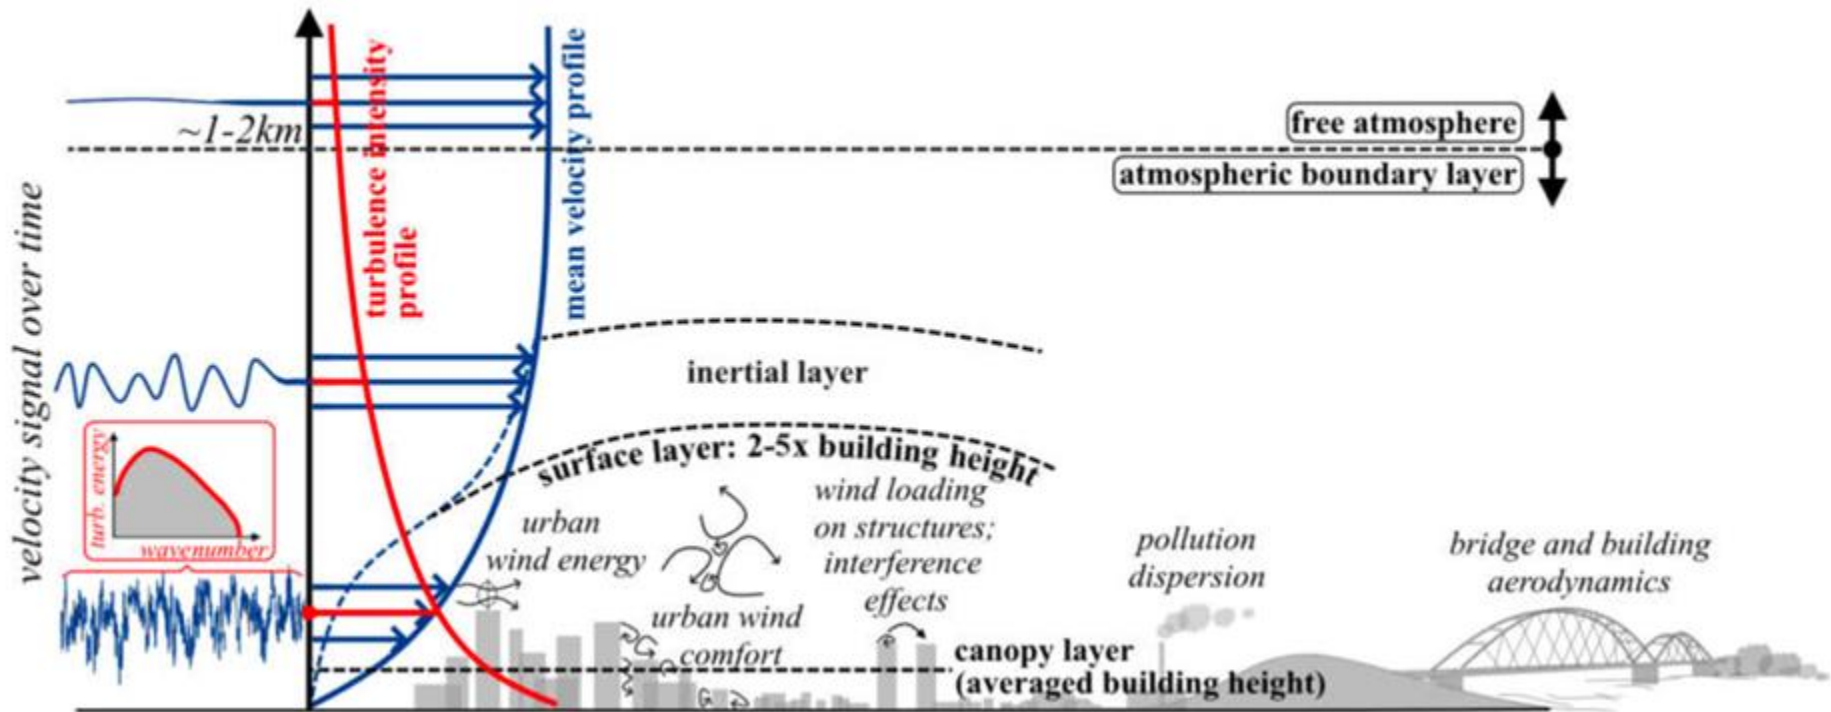 velocity signal over time
~1-2km
turbulence intensity
profile
mean velocity profile
free atmosphere
atmospheric boundary layer
inertial layer
surface layer: 2-5x building height
turb. energy
wavenumber
urban
wind energy
urban wind
comfort
wind loading
on structures;
interference
effects
pollution
dispersion
bridge and building
aerodynamics
canopy layer
(averaged building height)